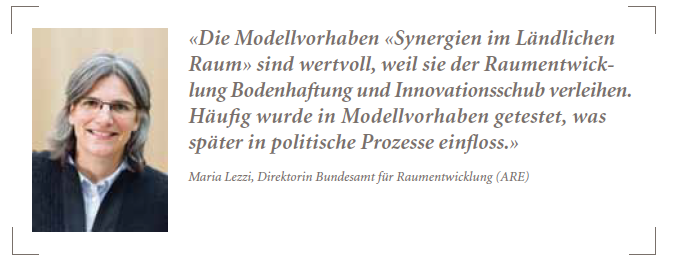 «Die Modellvorhaben «Synergien im Ländlichen
Raum» sind wertvoll, weil sie der Raumentwick-
lung Bodenhaftung und Innovationsschub verleihen.
Häufig wurde in Modellvorhaben getestet, was
später in politische Prozesse einfloss.»
Maria Lezzi, Direktorin Bundesamt für Raumentwicklung (ARE)